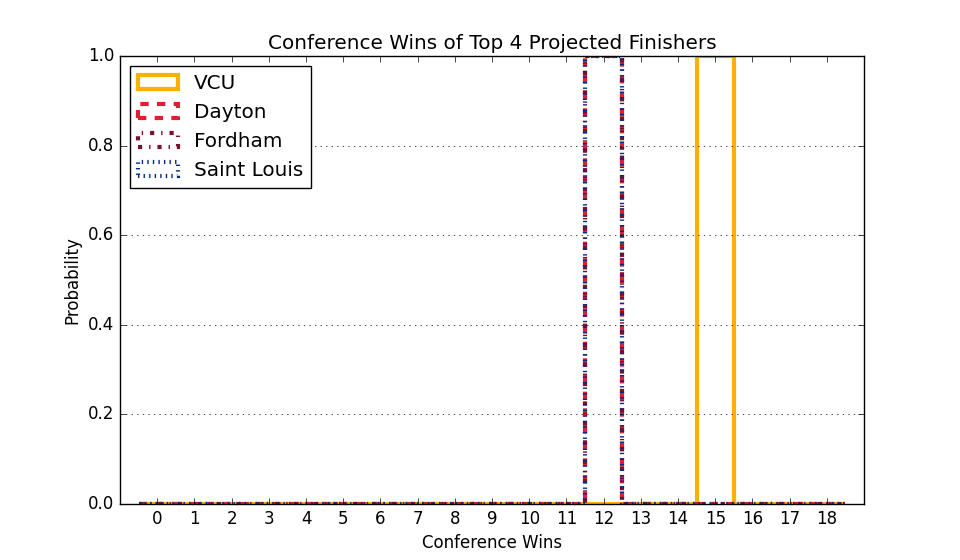 Conference Wins of Top 4 Projected Finishers
VCU
Dayton
Fordham
Saint Louis
Probability
1.0
0.8
0.6
0.4
0.2
0.0
0 1 2 3 4 5 6 7 8 9 10 11 12 13 14 15 16 17 18
Conference Wins